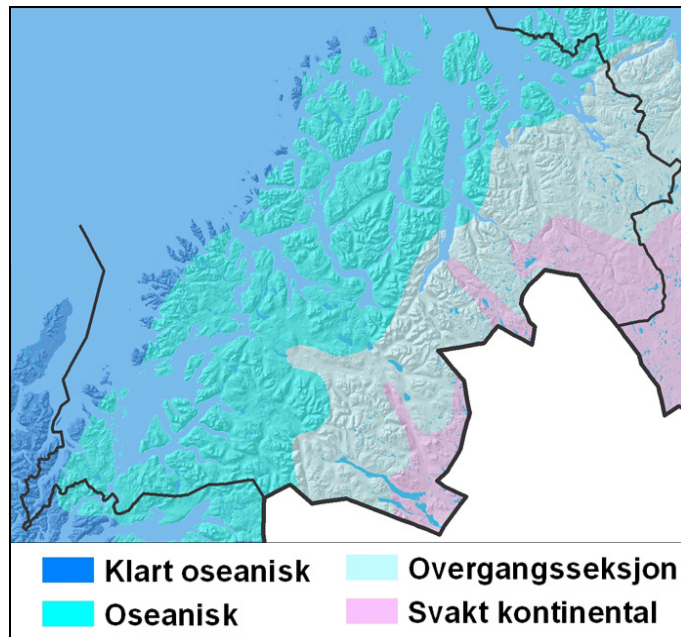 Klart oseanisk
Overgangsseksjon
Oseanisk
Svakt kontinental